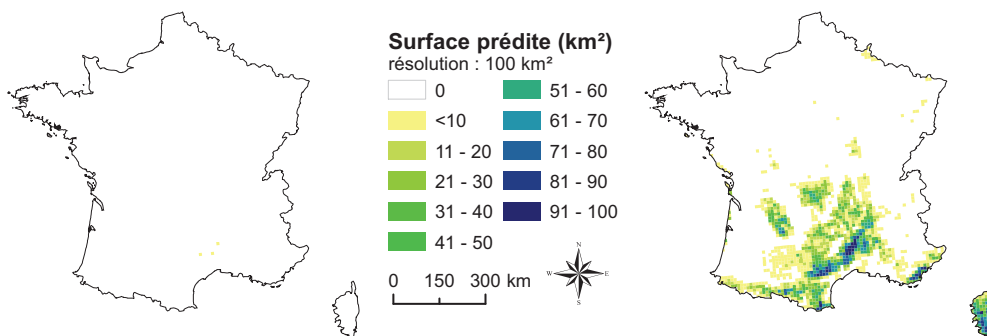 Surface prédite (km²)
résolution : 100 km²
0
<10
11 - 20
21 - 30
31 - 40
41 - 50
51 - 60
61 - 70
71 - 80
81 - 90
91 - 100
0 150 300 km
N
W E
S